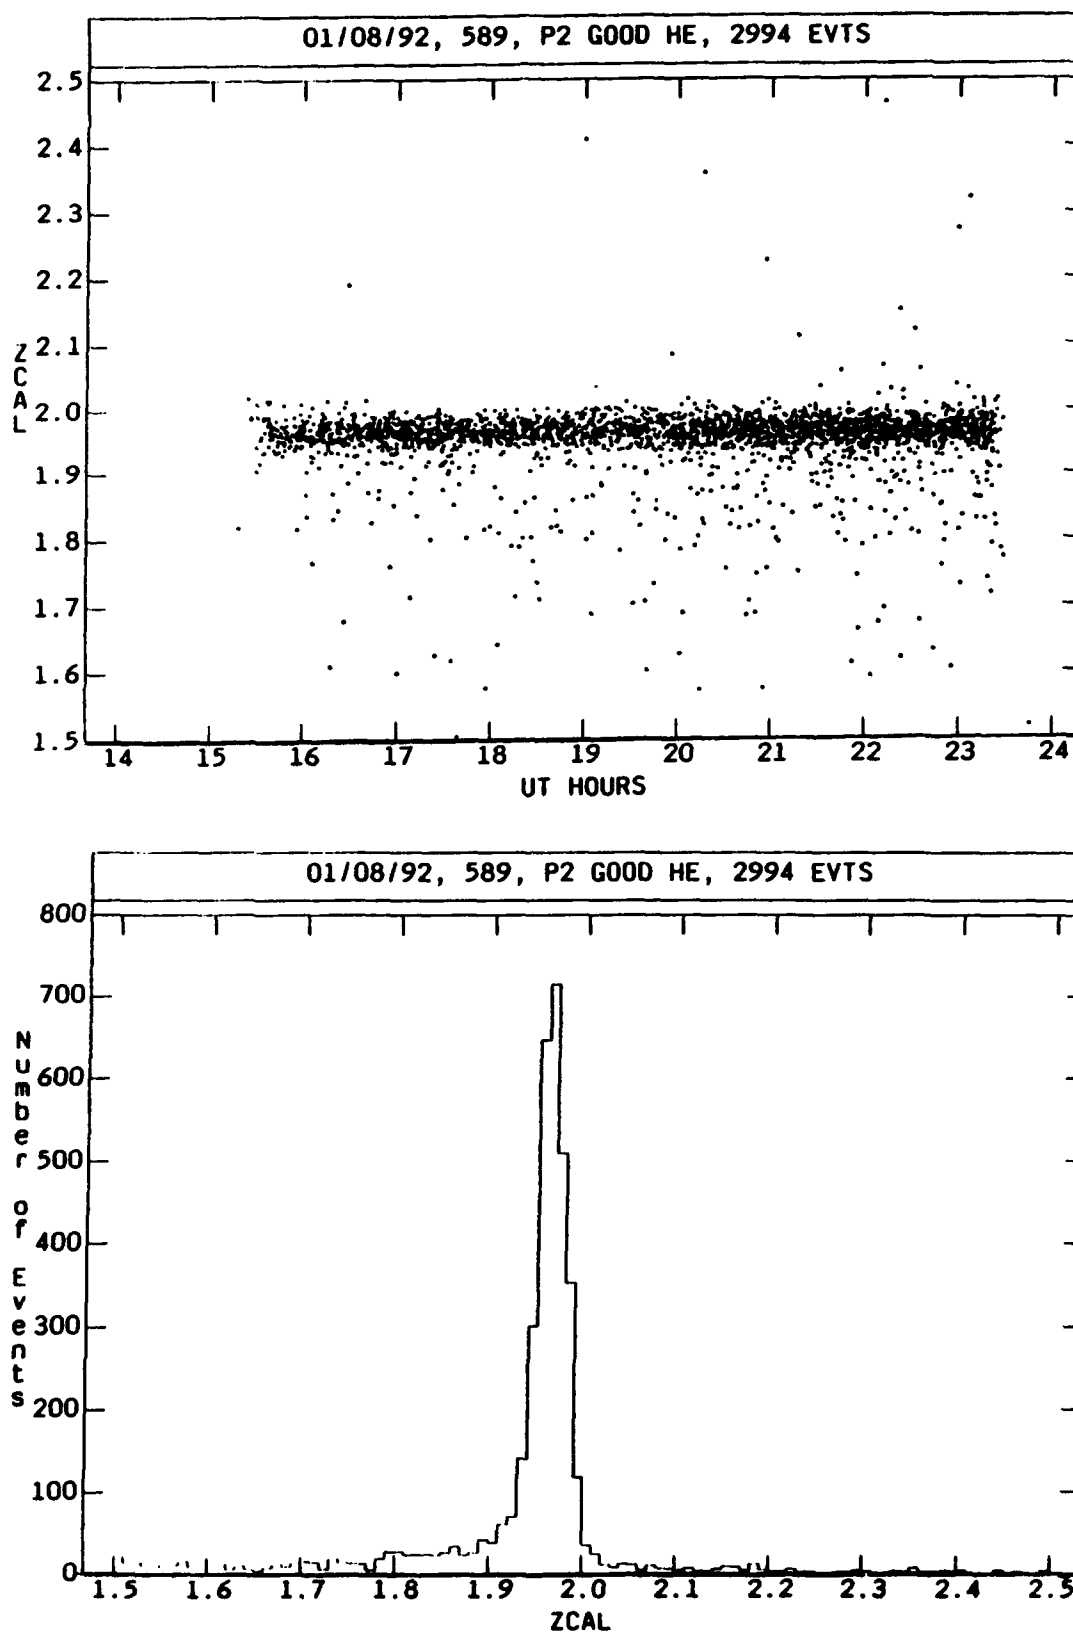 01/08/92, 589, P2 GOOD HE, 2994 EVTS
2.5
2.4
2.3
2.2
2.1
2.0
1.9
1.8
1.7
1.6
1.5
ZCAL
14 15 16 17 18 19 20 21 22 23 24
UT HOURS
01/08/92, 589, P2 GOOD HE, 2994 EVTS
800
700
600
500
400
300
200
100
0
Number of Events
1.5 1.6 1.7 1.8 1.9 2.0 2.1 2.2 2.3 2.4 2.5
ZCAL